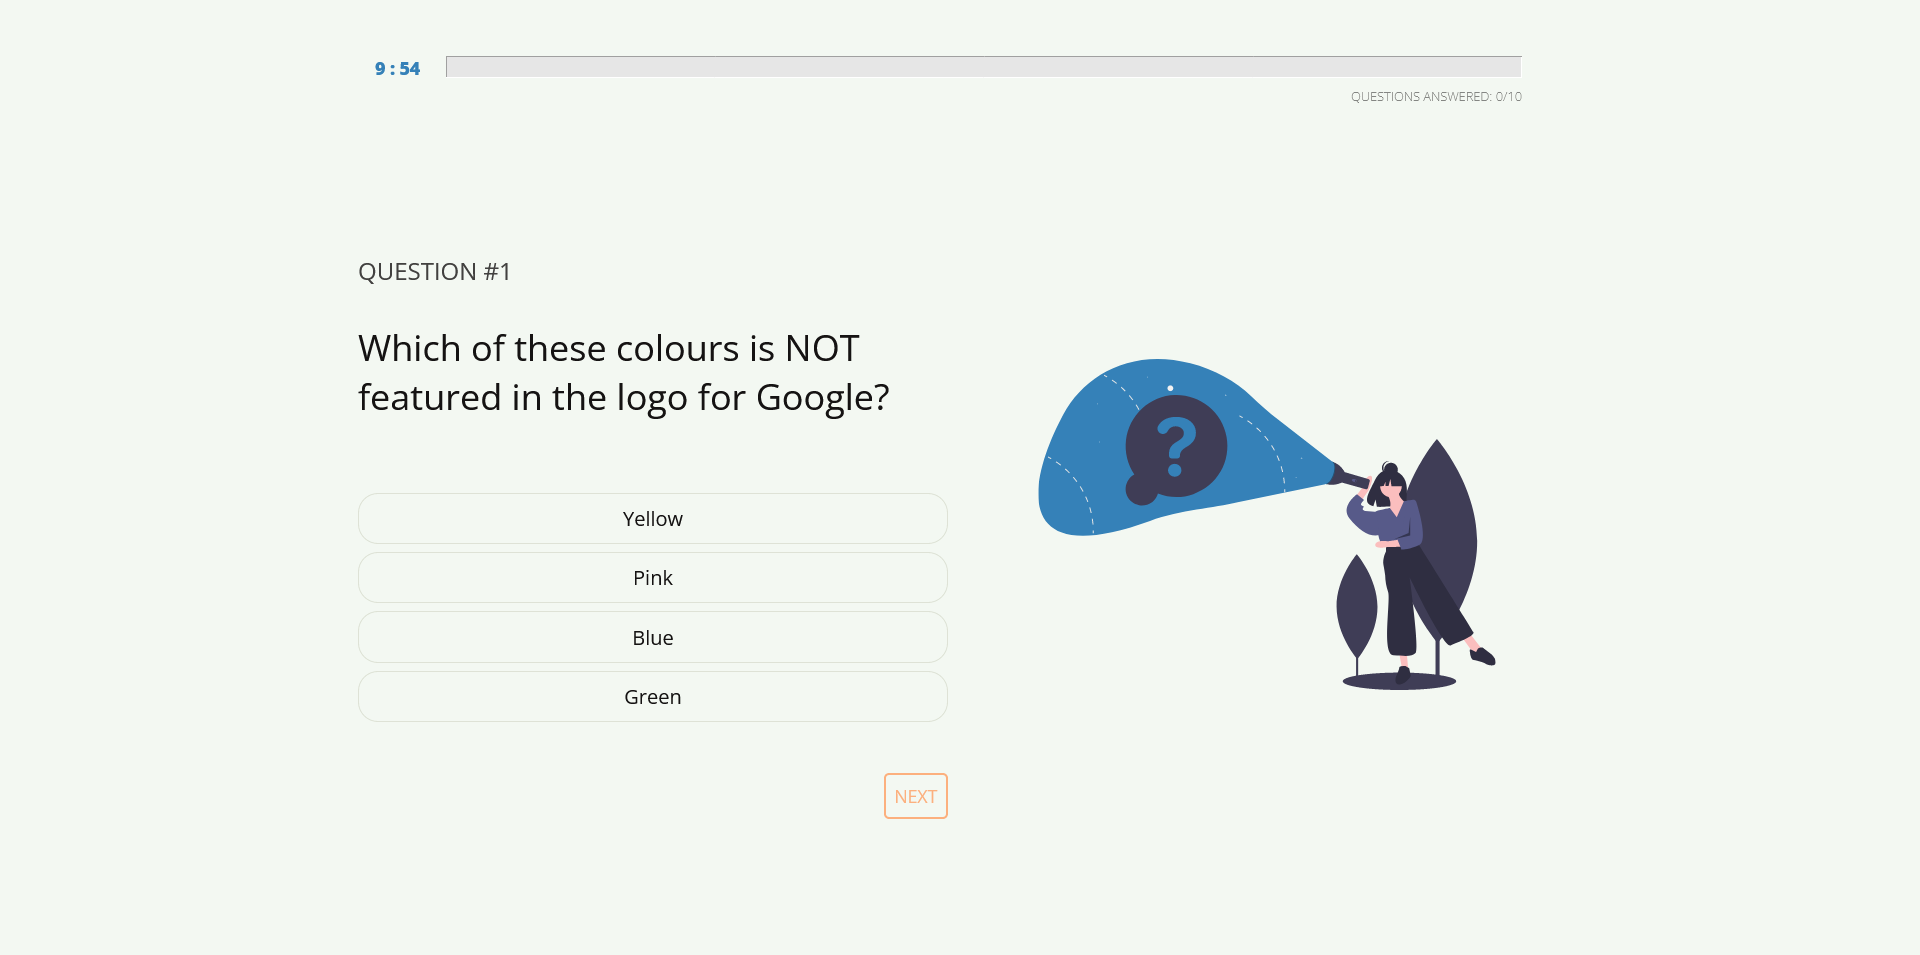 9 : 54
QUESTIONS ANSWERED: 0/10
QUESTION #1
Which of these colours is NOT
featured in the logo for Google?
?
Yellow
Pink
Blue
Green
NEXT